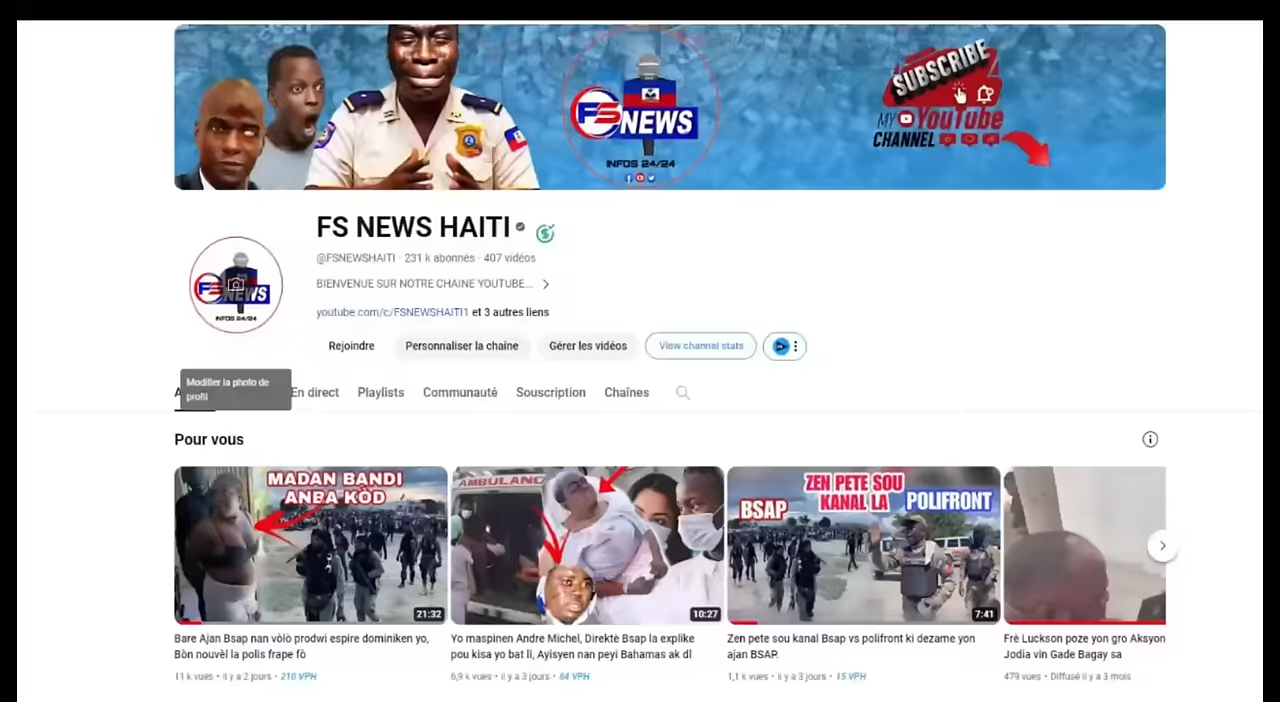 SUBSCRIBE
MY YouTube
CHANNEL
FS NEWS
INFOS 24/24
FS NEWS HAITI
@FSNEWSHAITI · 231 k abonnés · 407 vidéos
BIENVENUE SUR NOTRE CHAINE YOUTUBE...
FS NEWS
INFOS 24/24
youtube.com/c/FSNEWSHAITI1 et 3 autres liens
Rejoindre Personnaliser la chaîne Gérer les vidéos View channel stats
Modifier la photo de
profil
En direct Playlists Communauté Souscription Chaînes
Pour vous
MADAN BANDI
ANBA KÒD
21:32
AMBULANC
10:27
ZEN PETE SOU
KANAL LA
BSAP
POLIFRONT
7:41
Bare Ajan Bsap nan vòlò prodwi espire dominiken yo,
Bòn nouvèl la polis frape fò
11 k vues • il y a 2 jours • 210 VPH
Yo maspinen Andre Michel, Direktè Bsap la explike
pou kisa yo bat li, Ayisyen nan peyi Bahamas ak dl
6,9 k vues • il y a 3 jours • 84 VPH
Zen pete sou kanal Bsap vs polifront ki dezame yon
ajan BSAP.
1,1 k vues • il y a 3 jours • 15 VPH
Frè Luckson poze yon gro Aksyon
Jodia vin Gade Bagay sa
479 vues • Diffusé il y a 3 mois